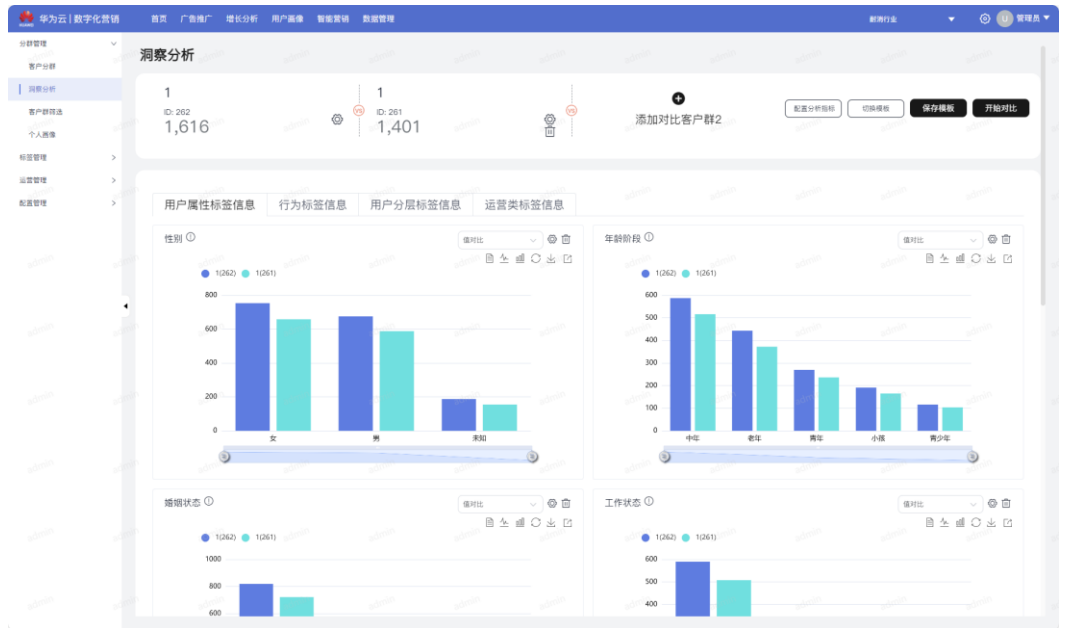 华为云 | 数字化营销 首页 广告推广 增长分析 用户画像 智能营销 数据管理 新测行业 U 管理员
分群管理
客户分群
洞察分析
客户群筛选
个人画像
标签管理
运营管理
配置管理
洞察分析
1
ID: 262
1,616
VS
1
ID: 261
1,401
VS
添加对比客户群2
配置分析指标 切换模板 保存模板 开始对比
用户属性标签信息 行为标签信息 用户分层标签信息 运营类标签信息
性别 值对比
1(262) 1(261)
800
600
400
200
0
女 男 未知
年龄阶段 值对比
1(262) 1(261)
600
500
400
300
200
100
0
中年 老年 青年 小孩 青少年
婚姻状态 值对比
1(262) 1(261)
1000
800
600
工作状态 值对比
1(262) 1(261)
600
500
400